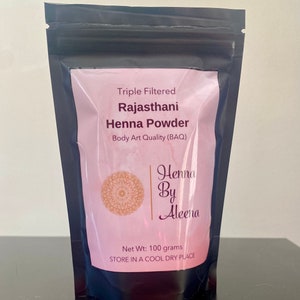 Triple Filtered
Rajasthani
Henna Powder
Body Art Quality (BAQ)
Henna
By
Aleena
Net Wt: 100 grams
STORE IN A COOL DRY PLACE